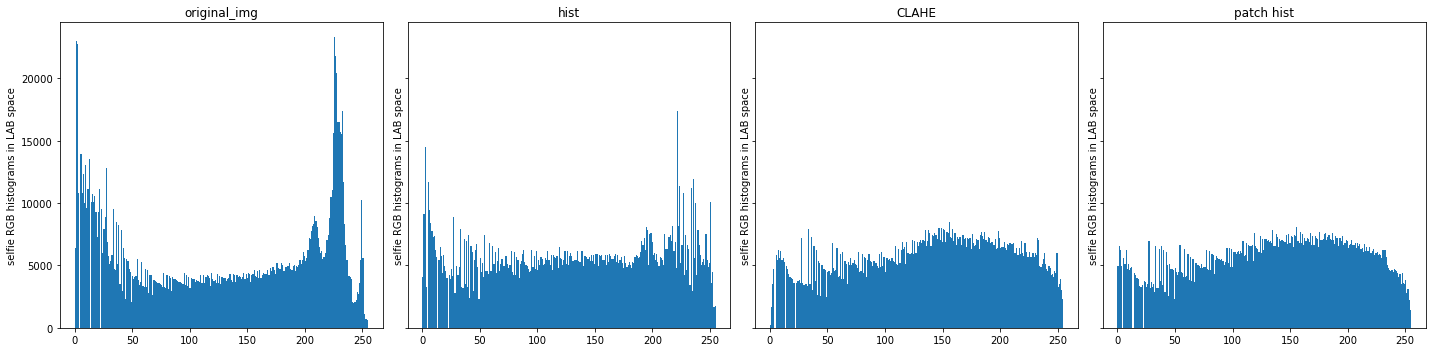 original_img
hist
CLAHE
patch hist
selfie RGB histograms in LAB space
selfie RGB histograms in LAB space
selfie RGB histograms in LAB space
selfie RGB histograms in LAB space
20000
15000
10000
5000
0
0 50 100 150 200 250
0 50 100 150 200 250
0 50 100 150 200 250
0 50 100 150 200 250